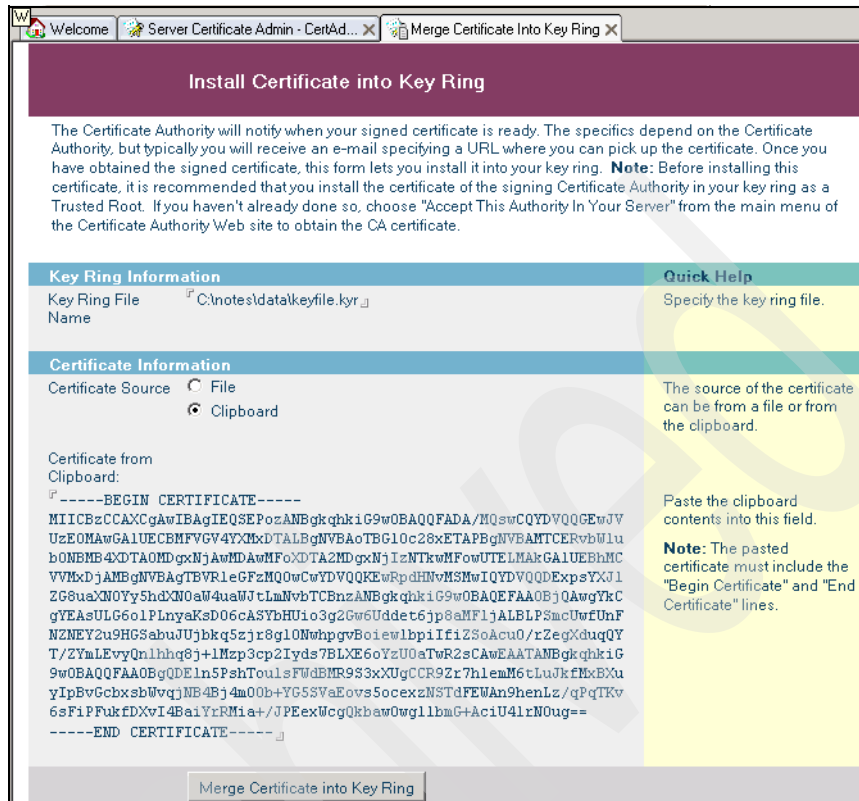 W
Welcome
Server Certificate Admin - CertAd...
Merge Certificate Into Key Ring
Install Certificate into Key Ring
The Certificate Authority will notify when your signed certificate is ready. The specifics depend on the Certificate
Authority, but typically you will receive an e-mail specifying a URL where you can pick up the certificate. Once you
have obtained the signed certificate, this form lets you install it into your key ring. Note: Before installing this
certificate, it is recommended that you install the certificate of the signing Certificate Authority in your key ring as a
Trusted Root. If you haven't already done so, choose "Accept This Authority In Your Server" from the main menu of
the Certificate Authority Web site to obtain the CA certificate.
Key Ring Information
Quick Help
Key Ring File
Name
C:\notes\data\keyfile.kyr
Specify the key ring file.
Certificate Information
Certificate Source
File
Clipboard
The source of the certificate
can be from a file or from
the clipboard.
Certificate from
Clipboard:
-----BEGIN CERTIFICATE-----
MIICBzCCAXCgAwIBAgIEQSEPozANBgkqhkiG9w0BAQQFADA/MQswCQYDVQQGEwJV
UzEOMAwGA1UECBMFVGV4YXMxDTALBgNVBAoTBG10c28xETAPBgNVBAMTCERvbWlu
b0NBMB4XDTA0MDgxNjAwMDAwMFoXDTA2MDgxNjIzNTkwMFowUTELMAkGA1UEBhMC
VVMxDjAMBgNVBAgTBVRleGFzMQ0wCwYDVQQKEwRpdHNvMSMwIQYDVQQDExpsYXJl
ZG8uaXN0Yy5hdXN0aW4uaWJtLmNvbTCBnzANBgkqhkiG9w0BAQEFAAOBjQAwgYkC
gYEAsULG6olPLnyaKsD06cASYbHUio3g2Gw6Uddet6jp8aMFljALBLPSmcUwfUnF
NZNEY2u9HGSabuJUjbkq5zjr8gl0NwhpgvBoiewlbpiIfiZSoAcu0/rZegXduqQY
T/ZYmLEvyQnlhhq8j+lMzp3cp2Iyds7BLXE6oYzU0aTwR2sCAwEAATANBgkqhkiG
9w0BAQQFAAOBgQDEln5PshToulsFWdBMR9S3xXUgCCR9Zr7hlemM6tLuJkfMxBXu
yIpBvGcbxsbWvqjNB4Bj4m00b+YG5SVaEovs5ocexzNSTdFEWAn9henLz/qPqTKv
6sFiPFukfDXvI4BaiYrRMia+/JPEexWcgQkbaw0wgllbmG+AciU4lrN0ug==
-----END CERTIFICATE-----
Paste the clipboard
contents into this field.
Note: The pasted
certificate must include the
"Begin Certificate" and "End
Certificate" lines.
Merge Certificate into Key Ring